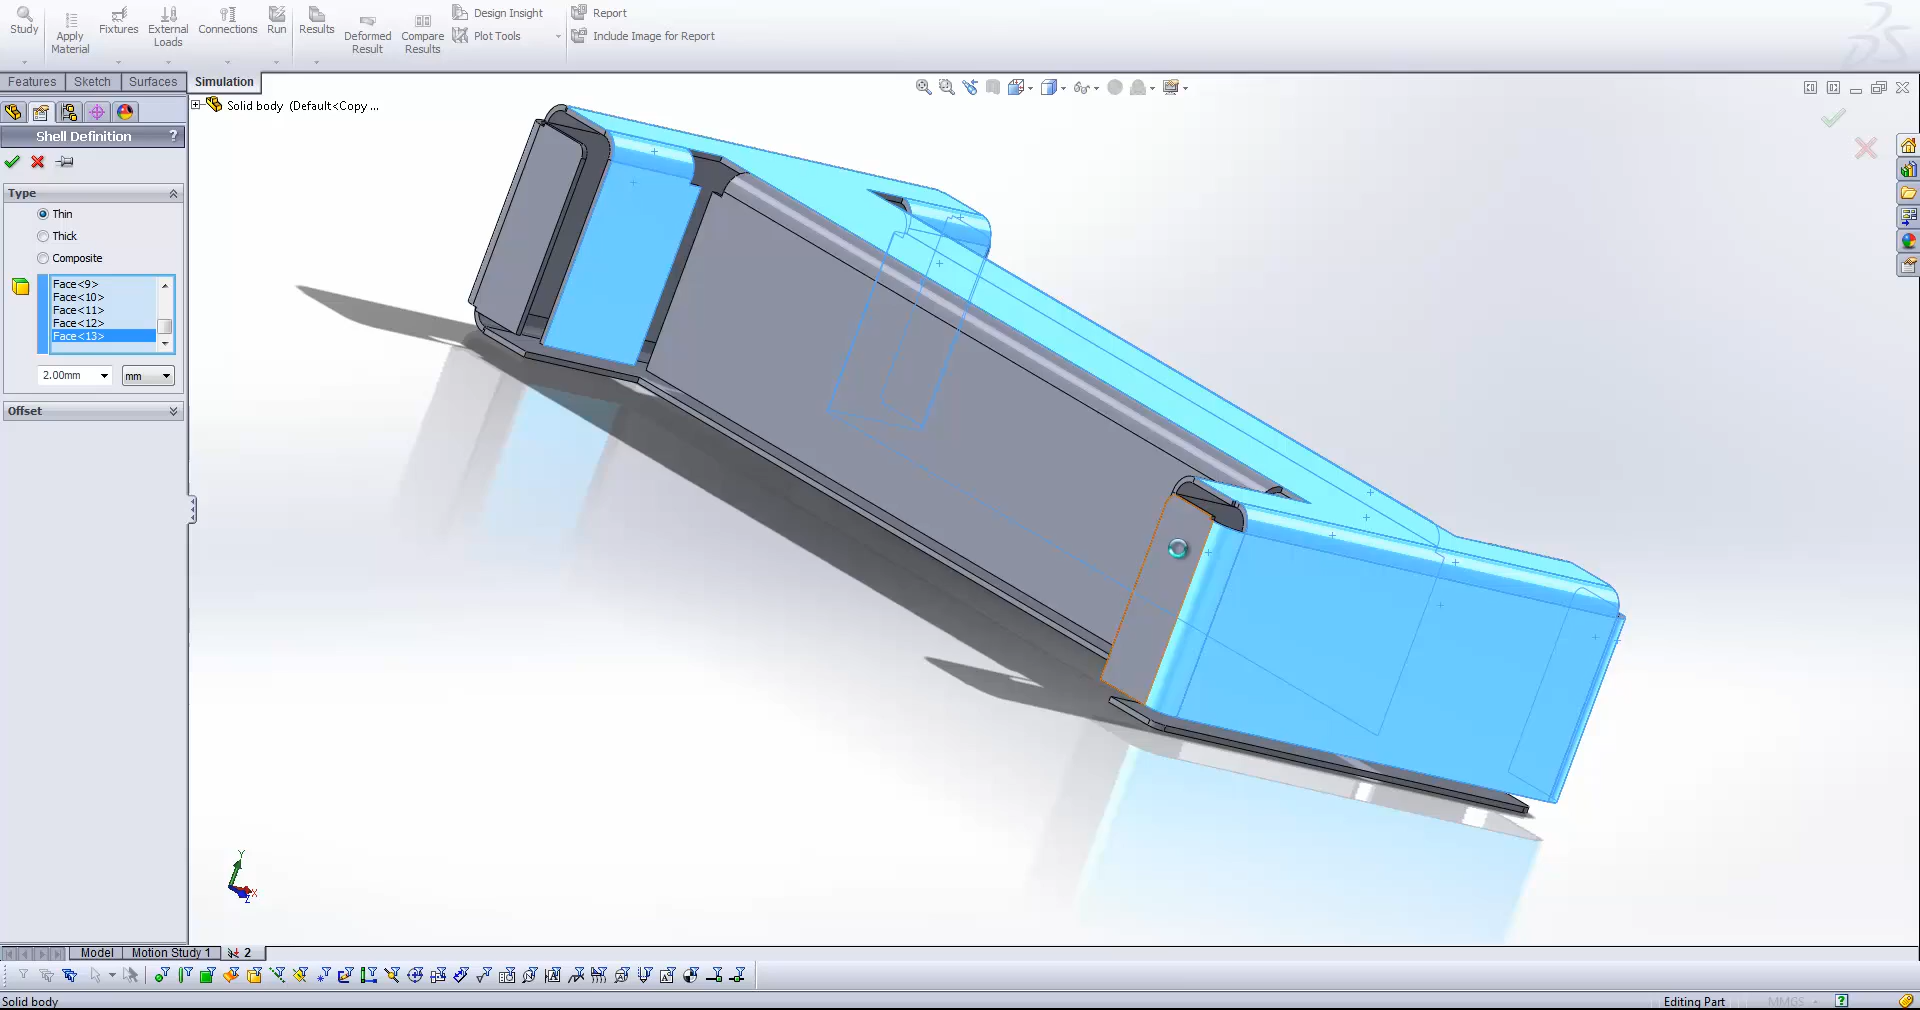 Study
Apply Material
Fixtures
External Loads
Connections
Run
Results
Deformed Result
Compare Results
Design Insight
Plot Tools
Report
Include Image for Report
Features
Sketch
Surfaces
Simulation
Solid body (Default<Copy ...
Shell Definition
?
Type
Thin
Thick
Composite
Face<9>
Face<10>
Face<11>
Face<12>
Face<13>
2.00mm
mm
Offset
Y
X
Z
Model
Motion Study 1
2
Solid body
Editing Part
MMGS
?